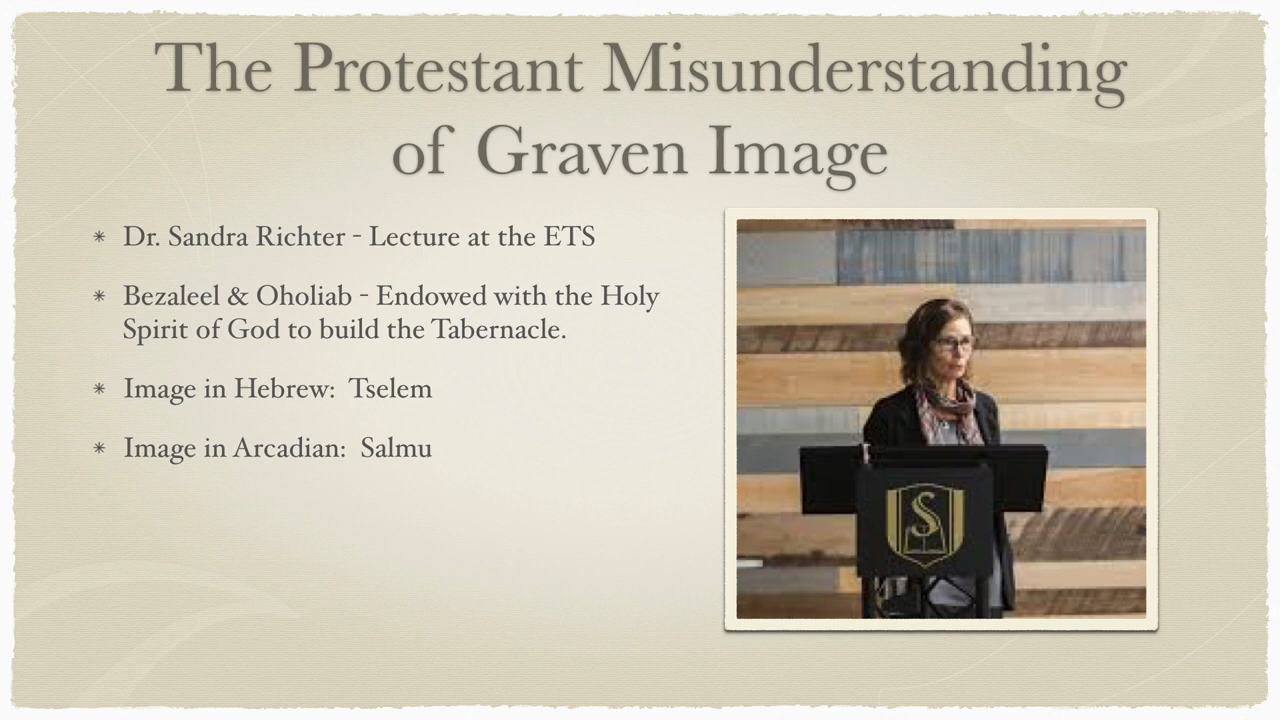 The Protestant Misunderstanding
of Graven Image
Dr. Sandra Richter - Lecture at the ETS
Bezaleel & Oholiab - Endowed with the Holy
Spirit of God to build the Tabernacle.
Image in Hebrew: Tselem
Image in Arcadian: Salmu
S